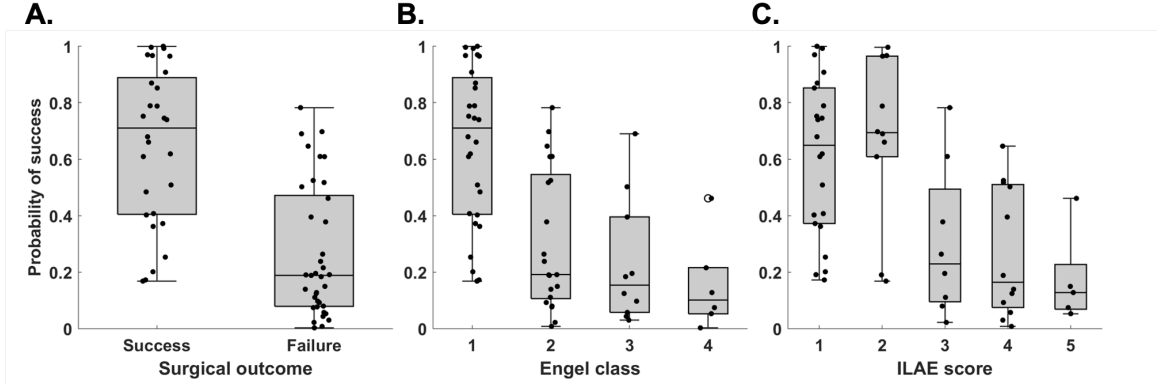 A.
B.
C.
Probability of success
1
0.8
0.6
0.4
0.2
0
Success Failure
Surgical outcome
1
0.8
0.6
0.4
0.2
0
1 2 3 4
Engel class
1
0.8
0.6
0.4
0.2
0
1 2 3 4 5
ILAE score